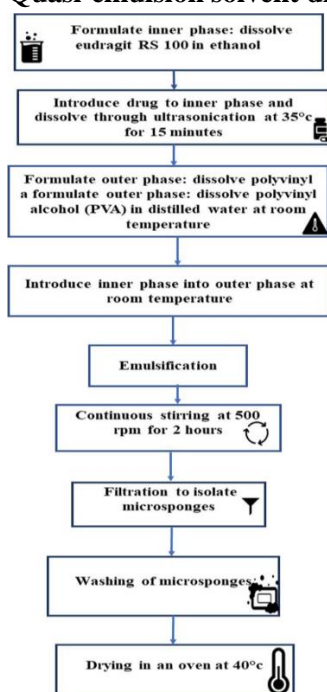 Quasi-emulsion solvent di
Formulate inner phase: dissolve
eudragit RS 100 in ethanol
Introduce drug to inner phase and
dissolve through ultrasonication at 35°c
for 15 minutes
Formulate outer phase: dissolve polyvinyl
a formulate outer phase: dissolve polyvinyl
alcohol (PVA) in distilled water at room
temperature
Introduce inner phase into outer phase at
room temperature
Emulsification
Continuous stirring at 500
rpm for 2 hours
Filtration to isolate
microsponges
Washing of microsponges
Drying in an oven at 40°c